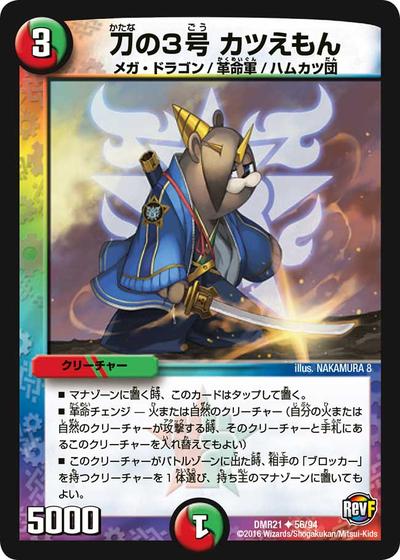 3
かたな ごう
刀の3号 カツえもん
かくめいぐん だん
メガ・ドラゴン / 革命軍 / ハムカツ団
illus. NAKAMURA 8
クリーチャー
■ マナゾーンに置く時、このカードはタップして置く。
かくめい
■ 革命チェンジ ― 火または自然のクリーチャー (自分の火または
自然のクリーチャーが攻撃する時、そのクリーチャーと手札にあ
るこのクリーチャーを入れ替えてもよい)
■ このクリーチャーがバトルゾーンに出た時、相手の「ブロッカー」
を持つクリーチャーを1体選び、持ち主のマナゾーンに置いてもよ
い。
5000
1
DMR21 ◆ 56/94
©2016 Wizards/Shogakukan/Mitsui-Kids
RevF